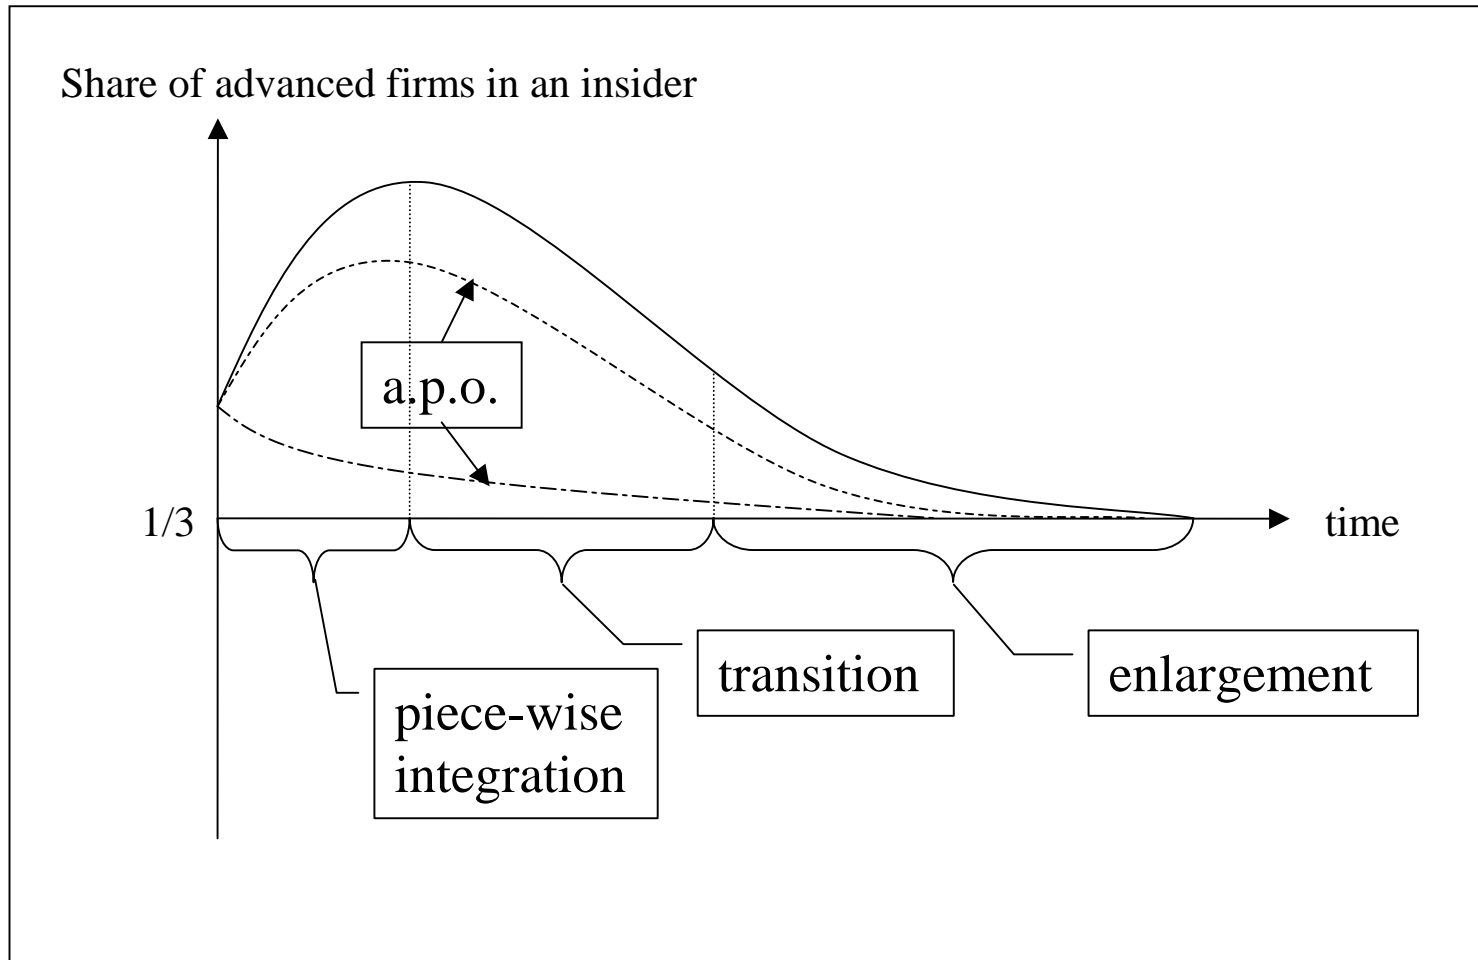 Share of advanced firms in an insider
a.p.o.
1/3
time
transition
enlargement
piece-wise
integration